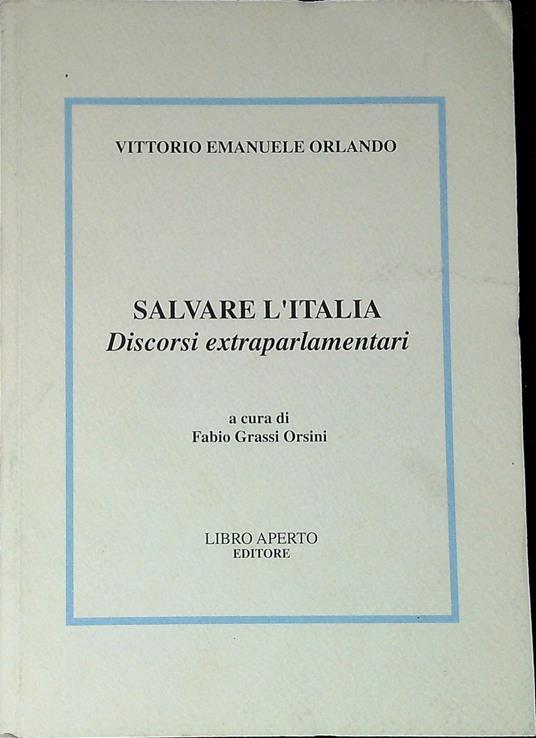 VITTORIO EMANUELE ORLANDO
SALVARE L'ITALIA
Discorsi extraparlamentari
a cura di
Fabio Grassi Orsini
LIBRO APERTO
EDITORE